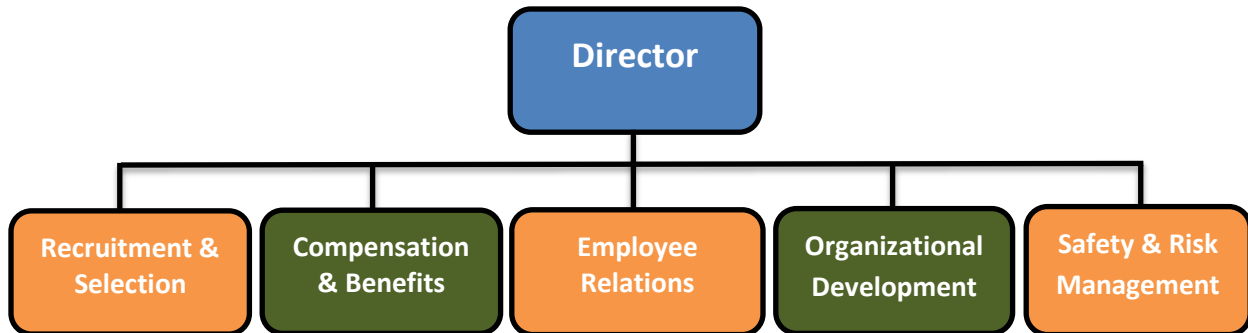 Director
Recruitment &
Selection
Compensation
& Benefits
Employee
Relations
Organizational
Development
Safety & Risk
Management